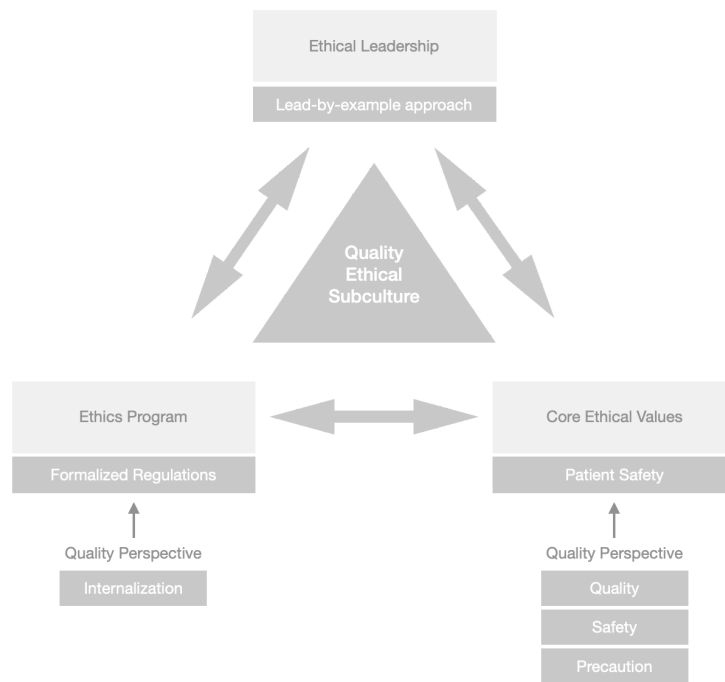 Ethical Leadership
Lead-by-example approach
Quality
Ethical
Subculture
Ethics Program
Formalized Regulations
Quality Perspective
Internalization
Core Ethical Values
Patient Safety
Quality Perspective
Quality
Safety
Precaution